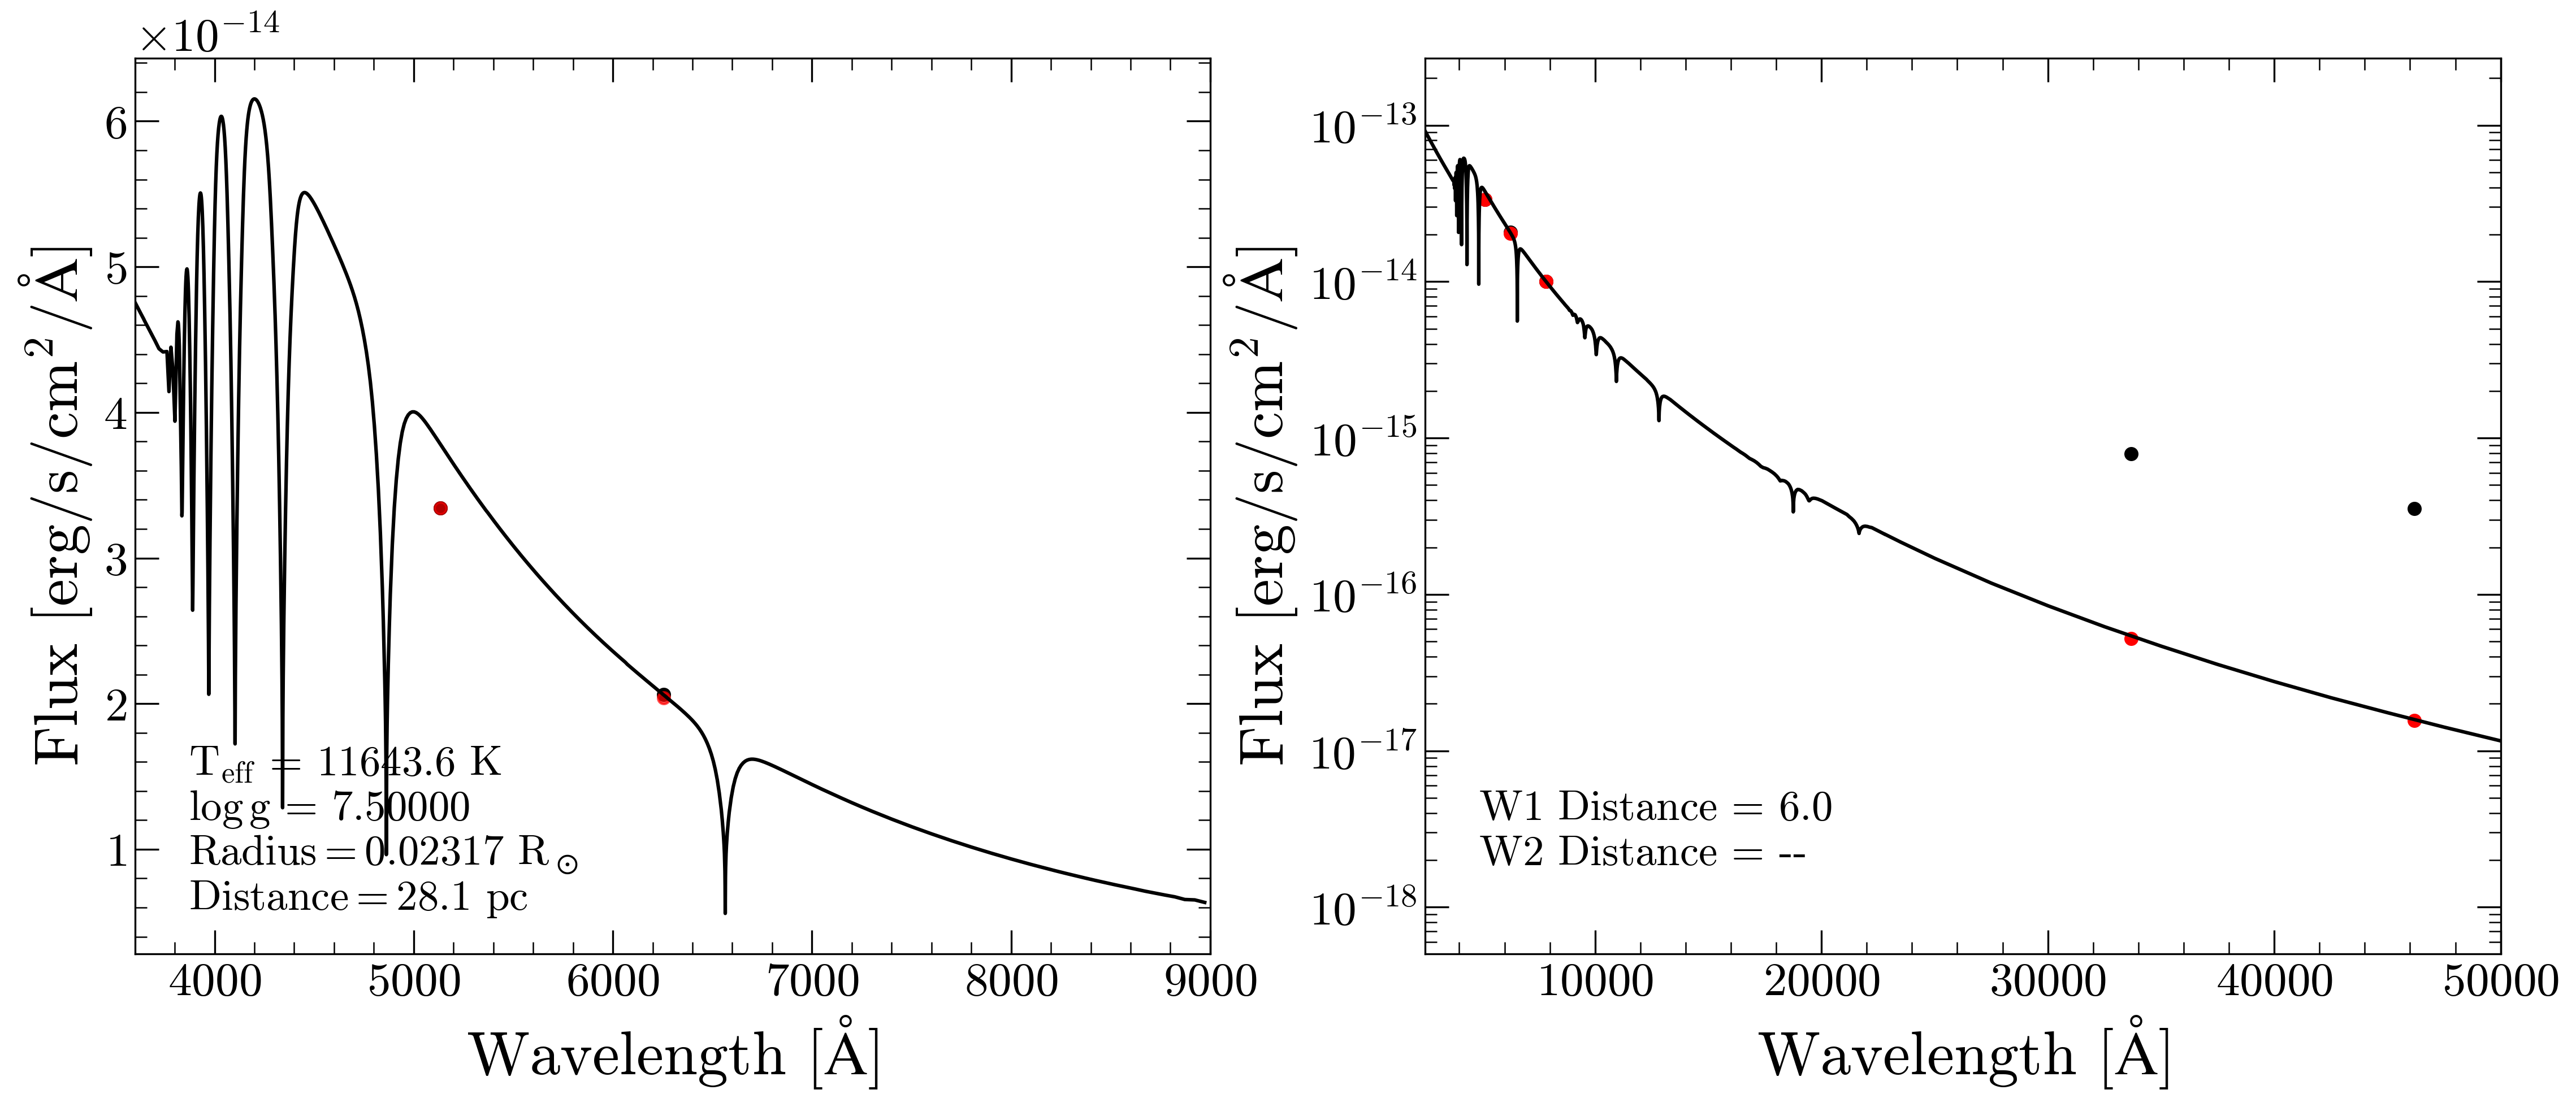 ×10⁻¹⁴
Flux [erg/s/cm²/Å]
6
5
4
3
2
1
T_eff = 11643.6 K
log g = 7.50000
Radius = 0.02317 R_⊙
Distance = 28.1 pc
4000 5000 6000 7000 8000 9000
Wavelength [Å]
Flux [erg/s/cm²/Å]
10⁻¹³
10⁻¹⁴
10⁻¹⁵
10⁻¹⁶
10⁻¹⁷
10⁻¹⁸
W1 Distance = 6.0
W2 Distance = --
10000 20000 30000 40000 50000
Wavelength [Å]